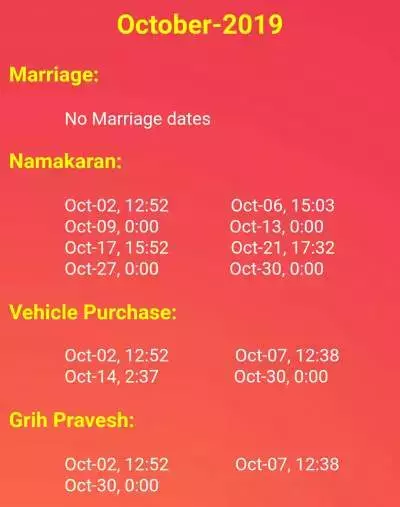 October-2019
Marriage:
No Marriage dates
Namakaran:
Oct-02, 12:52 Oct-06, 15:03
Oct-09, 0:00 Oct-13, 0:00
Oct-17, 15:52 Oct-21, 17:32
Oct-27, 0:00 Oct-30, 0:00
Vehicle Purchase:
Oct-02, 12:52 Oct-07, 12:38
Oct-14, 2:37 Oct-30, 0:00
Grih Pravesh:
Oct-02, 12:52 Oct-07, 12:38
Oct-30, 0:00